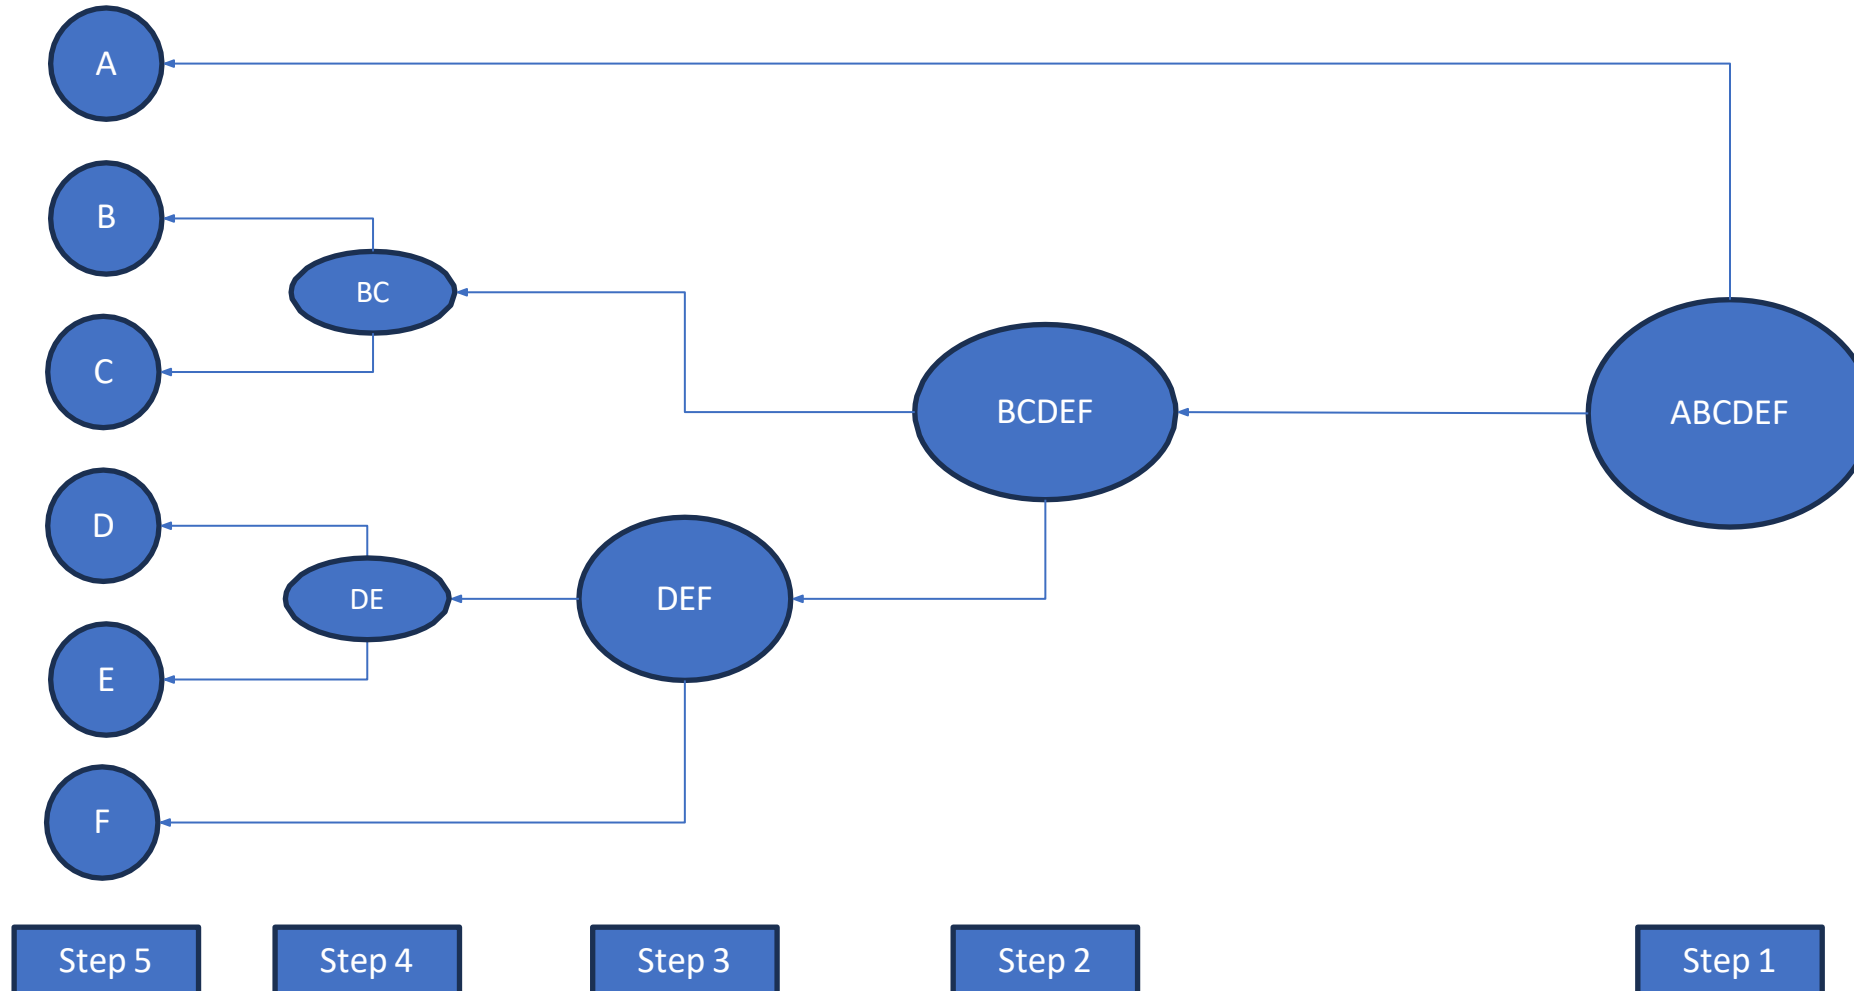 A
B
BC
C
BCDEF
ABCDEF
D
DE
DEF
E
F
Step 5
Step 4
Step 3
Step 2
Step 1